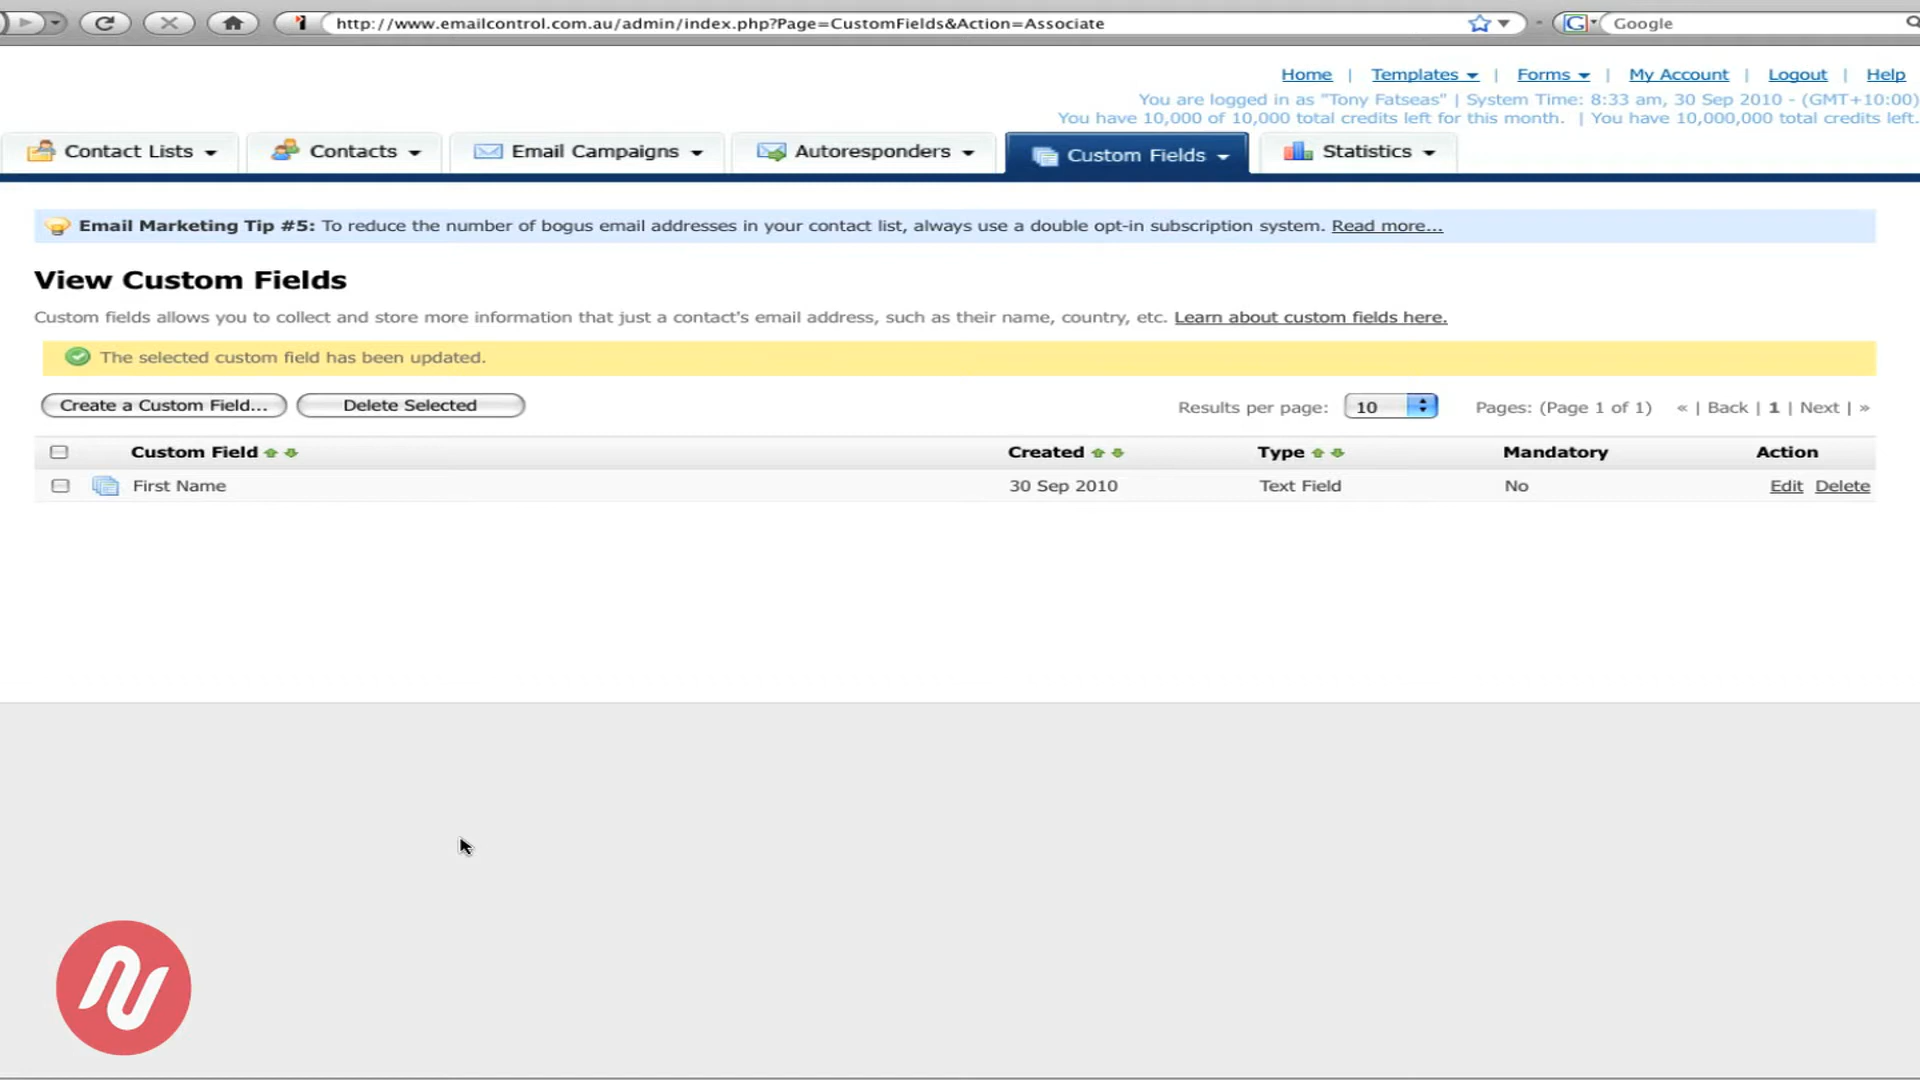 http://www.emailcontrol.com.au/admin/index.php?Page=CustomFields&Action=Associate
Google
Home | Templates | Forms | My Account | Logout | Help
You are logged in as "Tony Fatseas" | System Time: 8:33 am, 30 Sep 2010 - (GMT+10:00)
You have 10,000 of 10,000 total credits left for this month. | You have 10,000,000 total credits left.
Contact Lists Contacts Email Campaigns Autoresponders Custom Fields Statistics
Email Marketing Tip #5: To reduce the number of bogus email addresses in your contact list, always use a double opt-in subscription system. Read more...
View Custom Fields
Custom fields allows you to collect and store more information that just a contact's email address, such as their name, country, etc. Learn about custom fields here.
The selected custom field has been updated.
Create a Custom Field... Delete Selected Results per page: 10 Pages: (Page 1 of 1) « | Back | 1 | Next | »
Custom Field Created Type Mandatory Action
First Name 30 Sep 2010 Text Field No Edit Delete